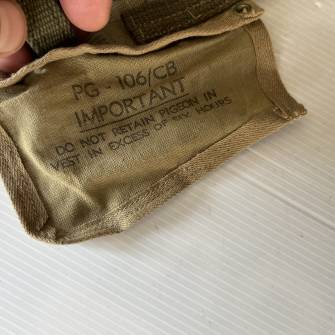 PG - 106/CB
IMPORTANT
DO NOT RETAIN PIGEON IN
VEST IN EXCESS OF SIX HOURS